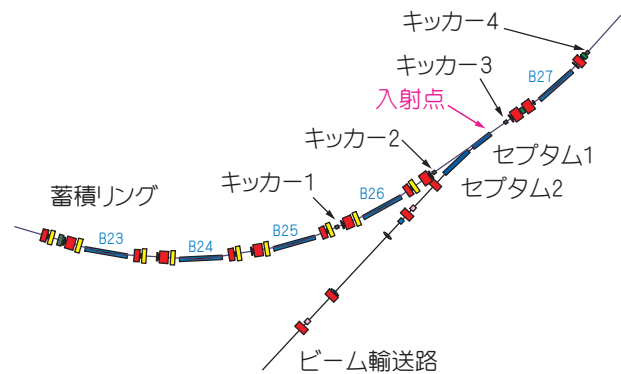 キッカー4
キッカー3
B27
入射点
キッカー2
セプタム1
セプタム2
キッカー1
B26
蓄積リング
B23
B24
B25
ビーム輸送路